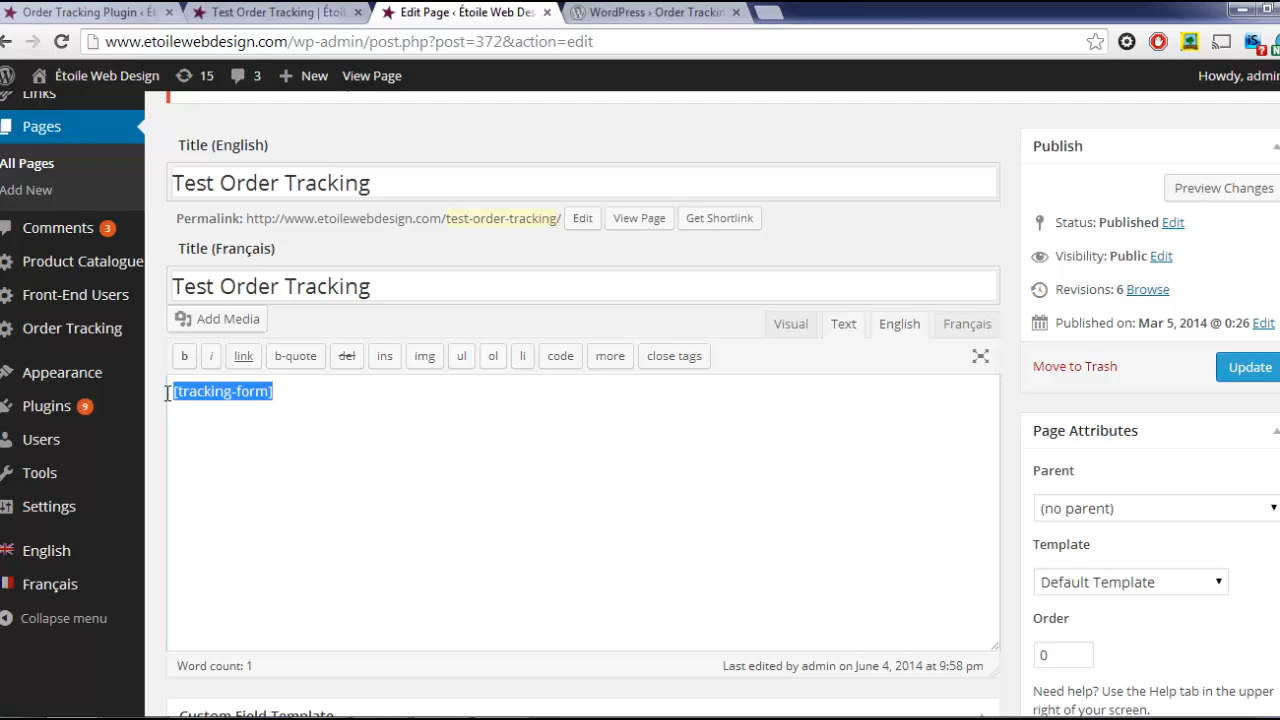 Order Tracking Plugin ‹ É
Test Order Tracking | Étoil
Edit Page ‹ Étoile Web Des
WordPress › Order Trackin
www.etoilewebdesign.com/wp-admin/post.php?post=372&action=edit
Étoile Web Design 15 3 New View Page Howdy, admin
Links
Pages
All Pages
Add New
Comments 3
Product Catalogue
Front-End Users
Order Tracking
Appearance
Plugins 9
Users
Tools
Settings
English
Français
Collapse menu
Title (English)
Test Order Tracking
Permalink: http://www.etoilewebdesign.com/test-order-tracking/ Edit View Page Get Shortlink
Title (Français)
Test Order Tracking
Add Media Visual Text English Français
b i link b-quote del ins img ul ol li code more close tags
[tracking-form]
Word count: 1 Last edited by admin on June 4, 2014 at 9:58 pm
Custom Field Template
Publish
Preview Changes
Status: Published Edit
Visibility: Public Edit
Revisions: 6 Browse
Published on: Mar 5, 2014 @ 0:26 Edit
Move to Trash Update
Page Attributes
Parent
(no parent)
Template
Default Template
Order
0
Need help? Use the Help tab in the upper
right of your screen.